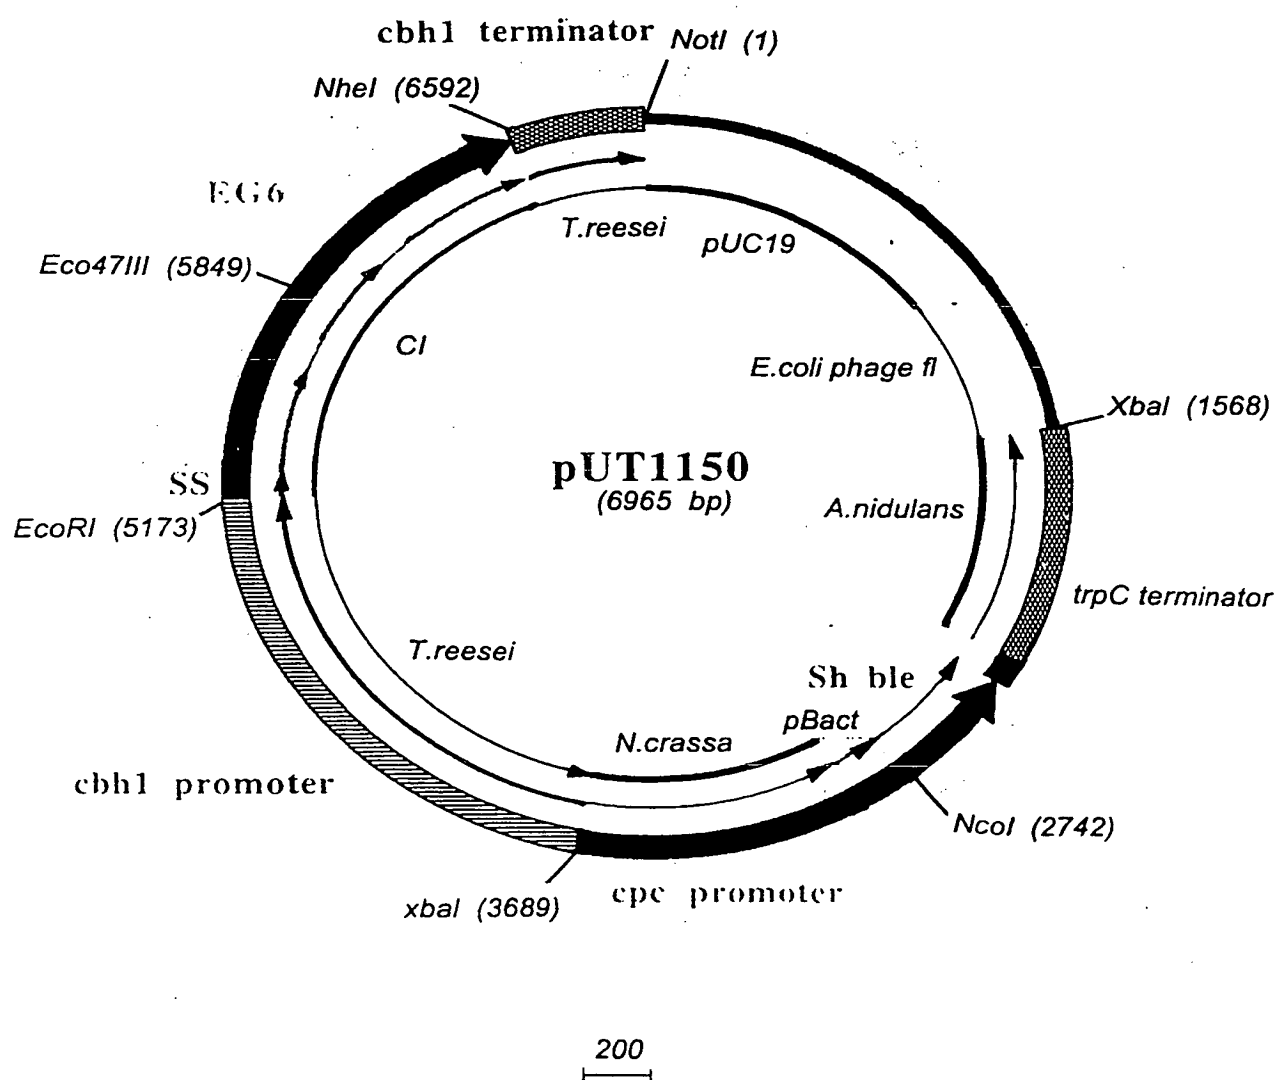 cbh1 terminator
NotI (1)
NheI (6592)
EG6
T.reesei
pUC19
Eco47III (5849)
CI
E.coli phage fl
XbaI (1568)
pUT1150
(6965 bp)
SS
EcoRI (5173)
A.nidulans
trpC terminator
T.reesei
Sh ble
pBact
N.crassa
cbh1 promoter
NcoI (2742)
xbaI (3689)
cpc promoter
200